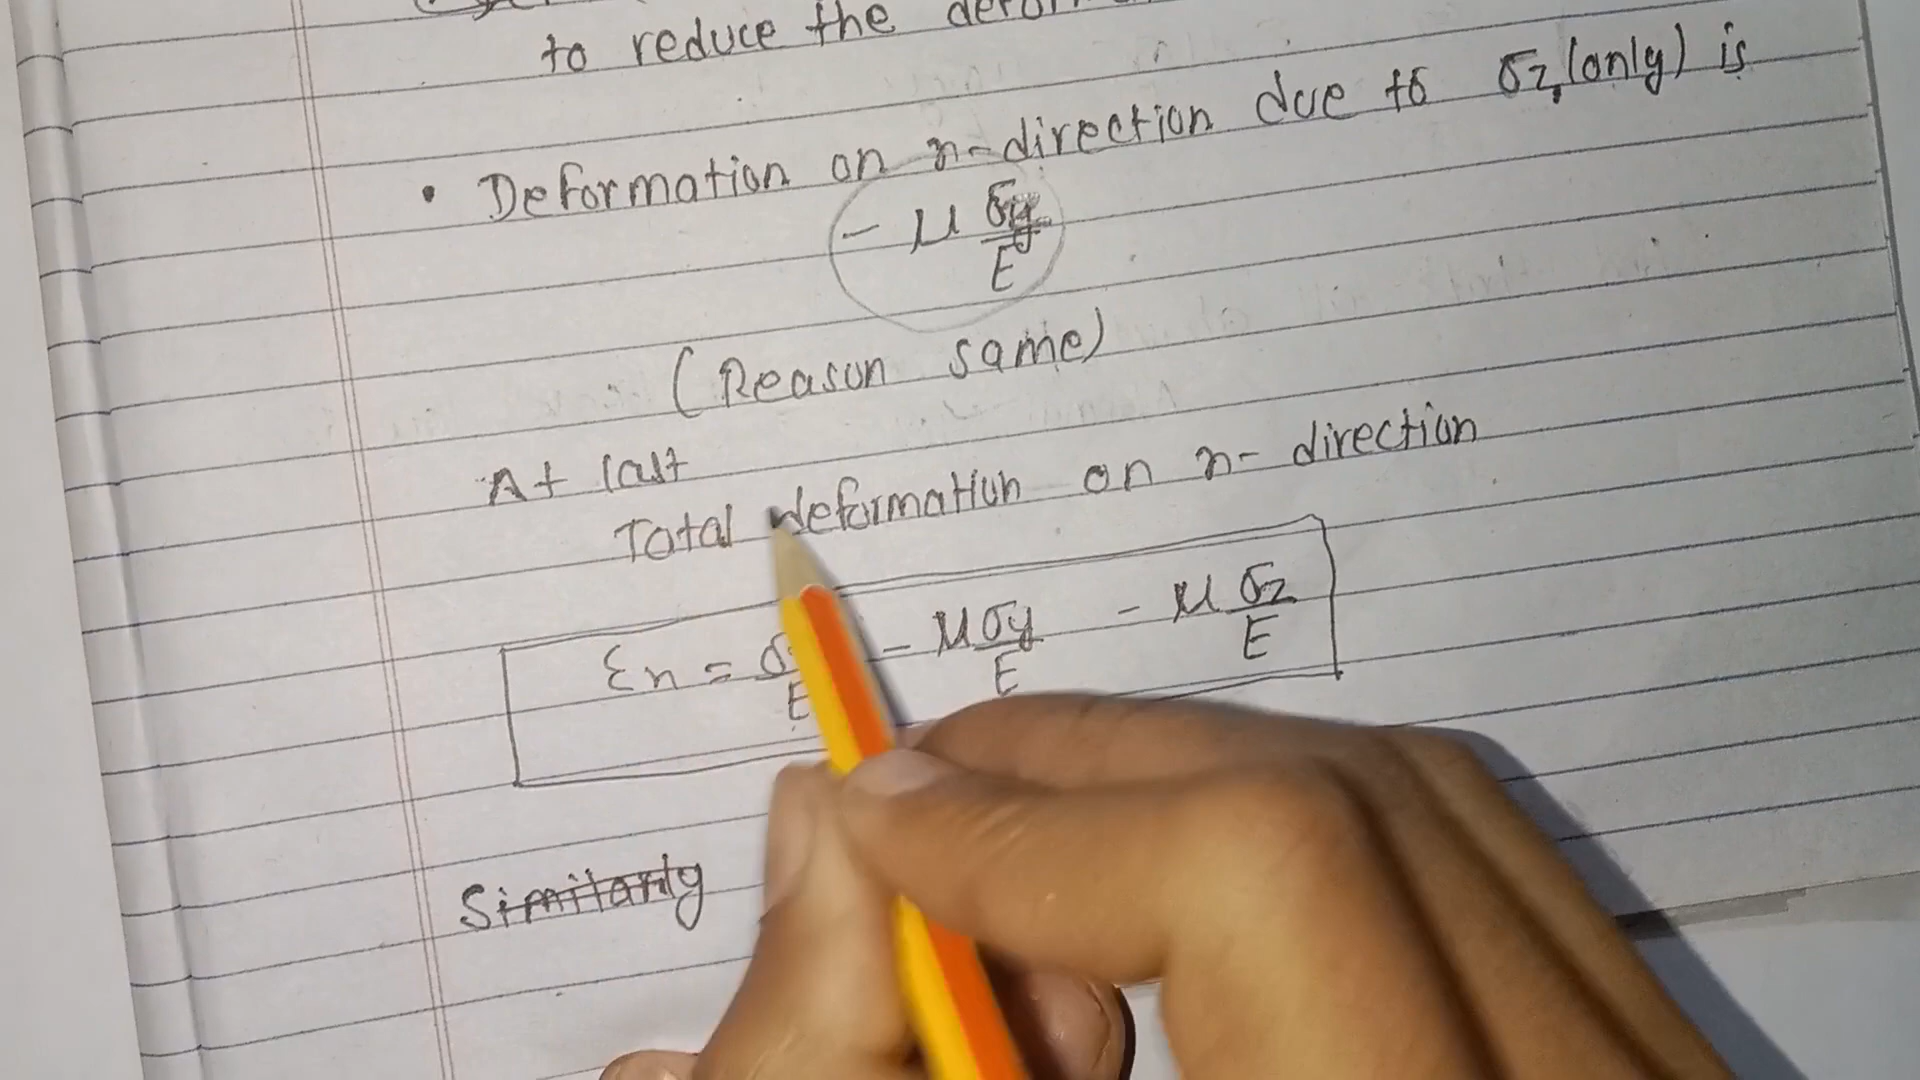 to reduce the
• Deformation on x-direction due to σz (only) is
- μ σy/E
(Reason same)
At last
Total deformation on x- direction
εx = σ/E - μσy/E - μ σz/E
Similarly